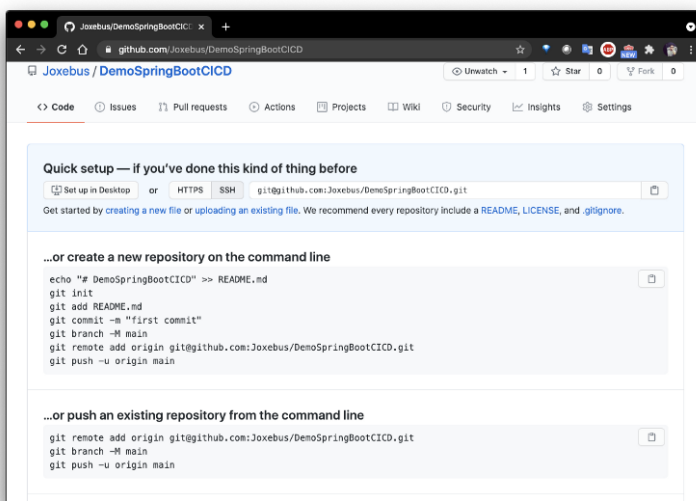 Joxebus/DemoSpringBootCIC
github.com/Joxebus/DemoSpringBootCICD
ABP
NEW
Joxebus / DemoSpringBootCICD
Unwatch 1 Star 0 Fork 0
<> Code Issues Pull requests Actions Projects Wiki Security Insights Settings
Quick setup — if you've done this kind of thing before
Set up in Desktop or HTTPS SSH git@github.com:Joxebus/DemoSpringBootCICD.git
Get started by creating a new file or uploading an existing file. We recommend every repository include a README, LICENSE, and .gitignore.
…or create a new repository on the command line
echo "# DemoSpringBootCICD" >> README.md
git init
git add README.md
git commit -m "first commit"
git branch -M main
git remote add origin git@github.com:Joxebus/DemoSpringBootCICD.git
git push -u origin main
…or push an existing repository from the command line
git remote add origin git@github.com:Joxebus/DemoSpringBootCICD.git
git branch -M main
git push -u origin main